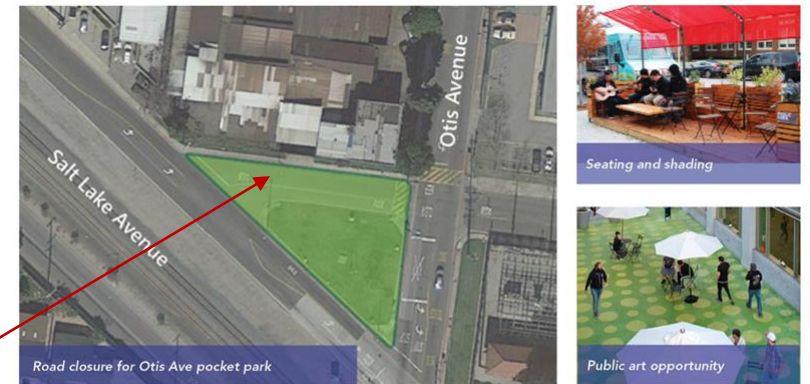 Otis Avenue
Salt Lake Avenue
Road closure for Otis Ave pocket park
Seating and shading
Public art opportunity